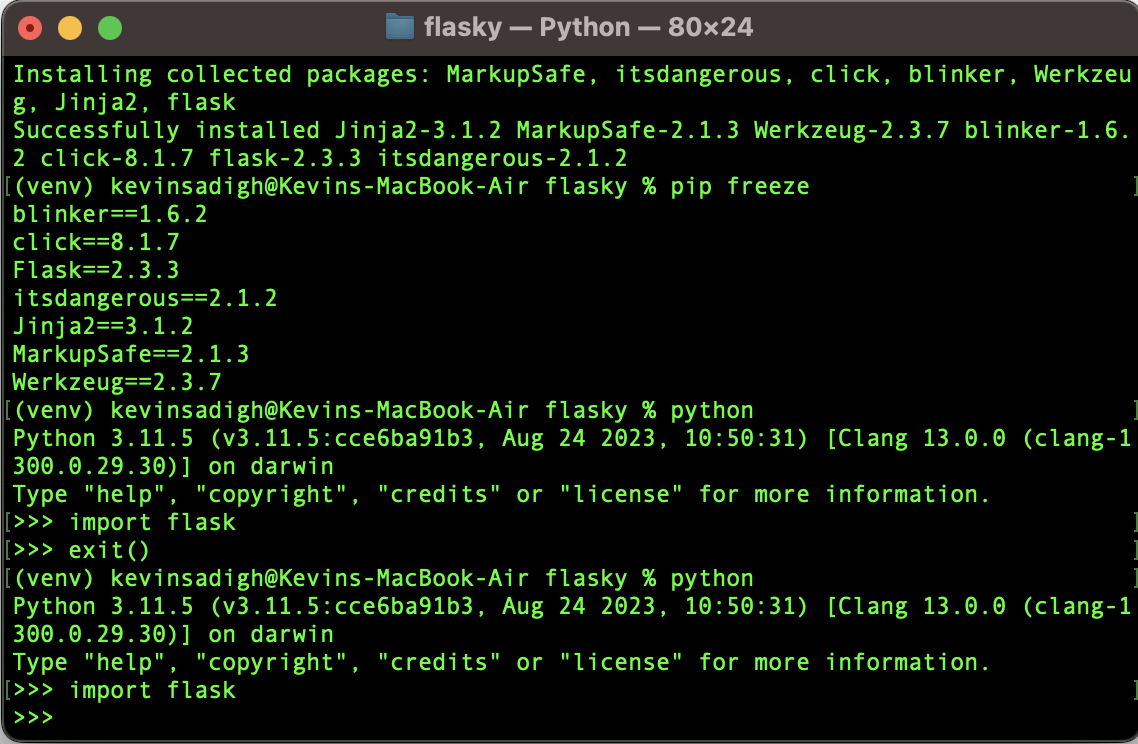 flasky — Python — 80×24
Installing collected packages: MarkupSafe, itsdangerous, click, blinker, Werkzeu
g, Jinja2, flask
Successfully installed Jinja2-3.1.2 MarkupSafe-2.1.3 Werkzeug-2.3.7 blinker-1.6.
2 click-8.1.7 flask-2.3.3 itsdangerous-2.1.2
[(venv) kevinsadigh@Kevins-MacBook-Air flasky % pip freeze ]
blinker==1.6.2
click==8.1.7
Flask==2.3.3
itsdangerous==2.1.2
Jinja2==3.1.2
MarkupSafe==2.1.3
Werkzeug==2.3.7
[(venv) kevinsadigh@Kevins-MacBook-Air flasky % python ]
Python 3.11.5 (v3.11.5:cce6ba91b3, Aug 24 2023, 10:50:31) [Clang 13.0.0 (clang-1
300.0.29.30)] on darwin
Type "help", "copyright", "credits" or "license" for more information.
[>>> import flask ]
[>>> exit() ]
[(venv) kevinsadigh@Kevins-MacBook-Air flasky % python ]
Python 3.11.5 (v3.11.5:cce6ba91b3, Aug 24 2023, 10:50:31) [Clang 13.0.0 (clang-1
300.0.29.30)] on darwin
Type "help", "copyright", "credits" or "license" for more information.
[>>> import flask ]
>>>